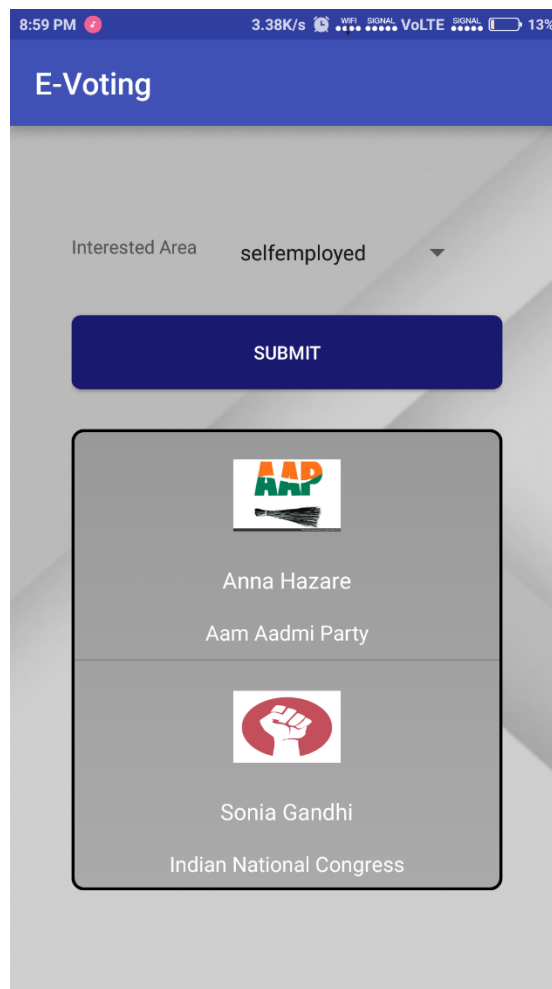 8:59 PM 3.38K/s WIFI SIGNAL VoLTE SIGNAL 13%
E-Voting
Interested Area selfemployed
SUBMIT
AAP
Anna Hazare
Aam Aadmi Party
Sonia Gandhi
Indian National Congress